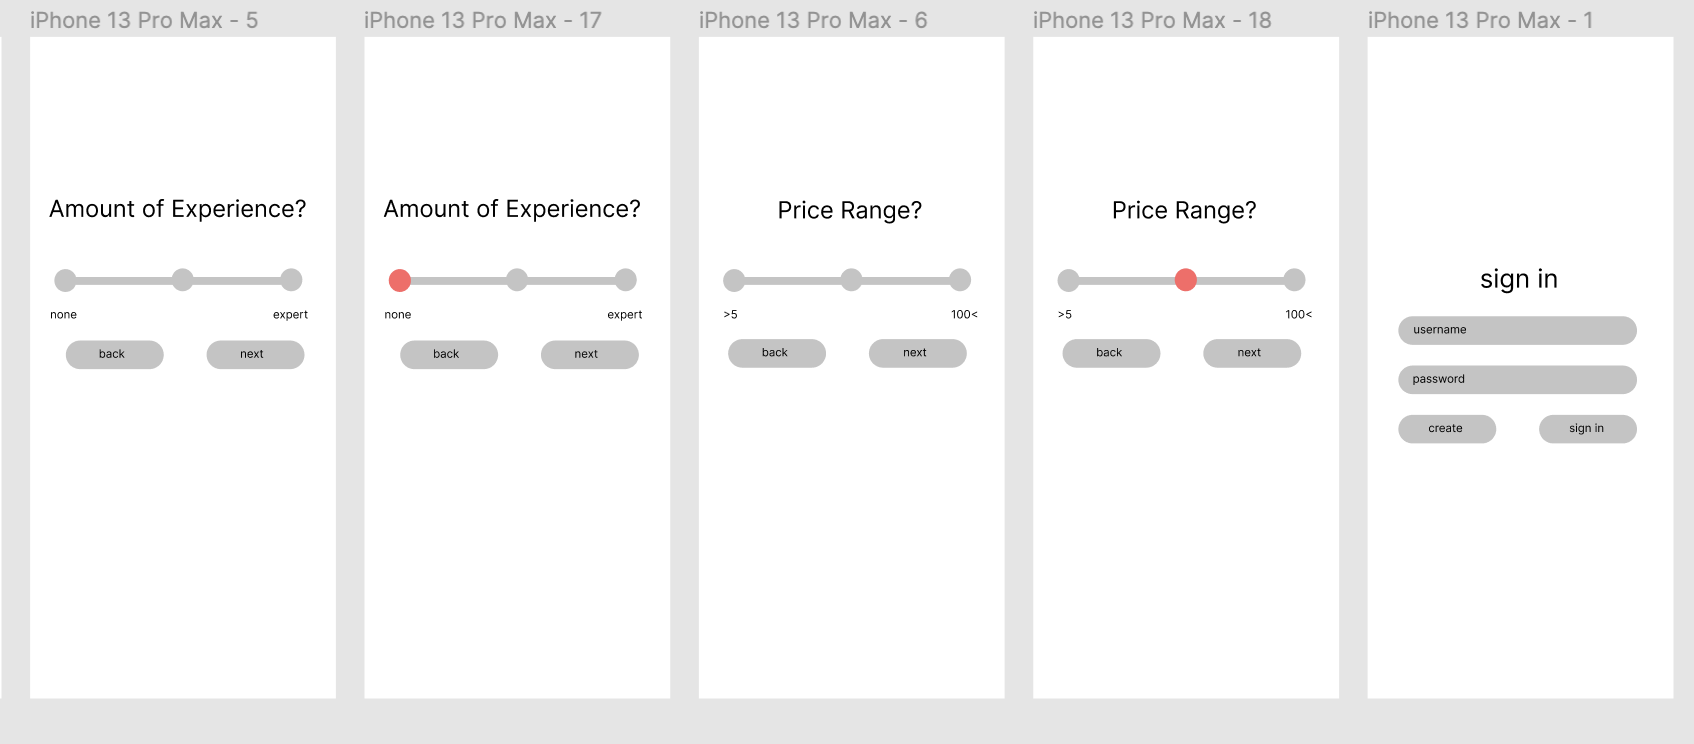 iPhone 13 Pro Max - 5
Amount of Experience?
none expert
back next
iPhone 13 Pro Max - 17
Amount of Experience?
none expert
back next
iPhone 13 Pro Max - 6
Price Range?
>5 100<
back next
iPhone 13 Pro Max - 18
Price Range?
>5 100<
back next
iPhone 13 Pro Max - 1
sign in
username
password
create sign in